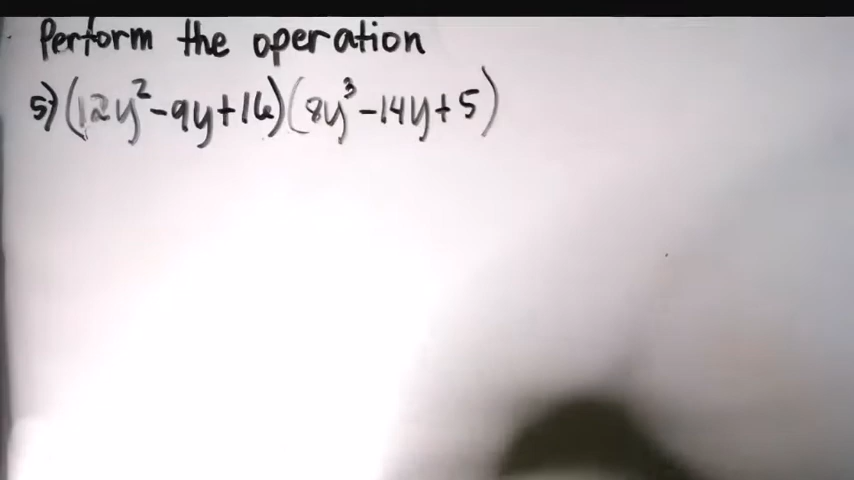 Perform the operation
5) (12y² - 9y + 16)(8y³ - 14y + 5)